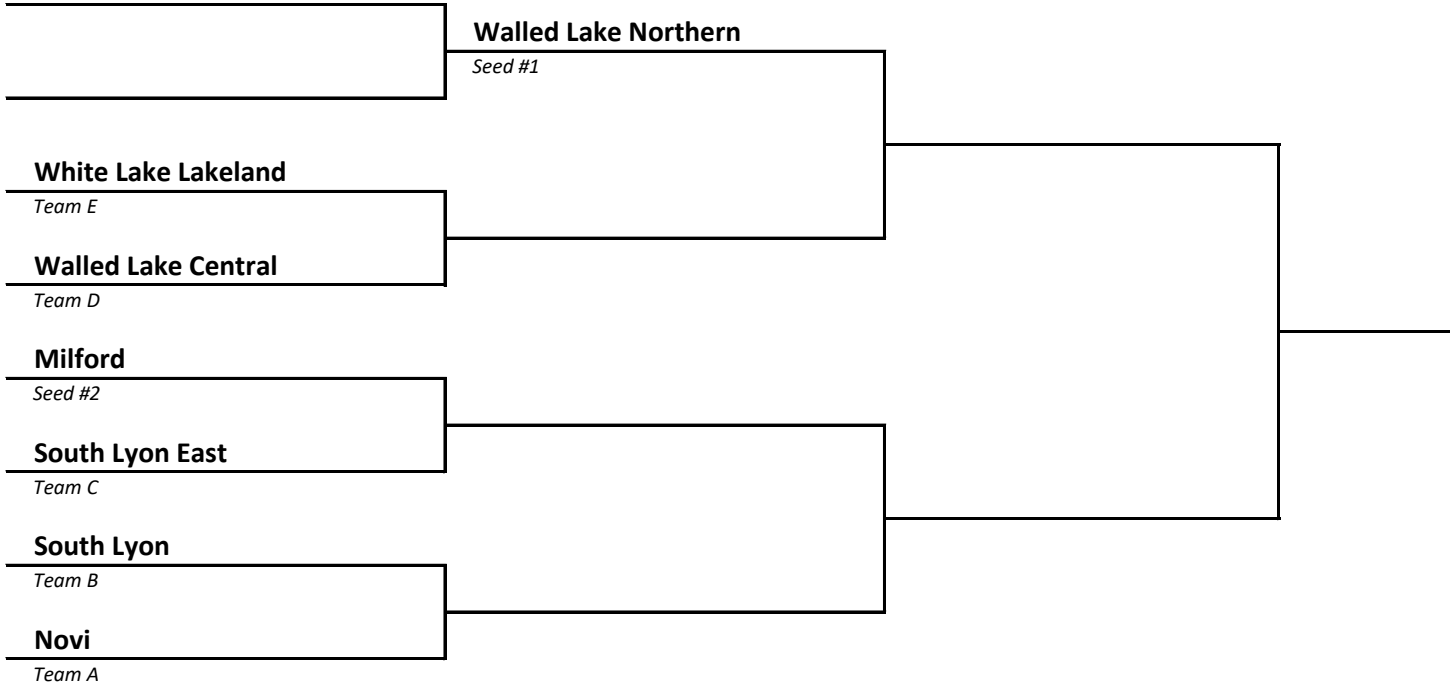 Walled Lake Northern
Seed #1
White Lake Lakeland
Team E
Walled Lake Central
Team D
Milford
Seed #2
South Lyon East
Team C
South Lyon
Team B
Novi
Team A